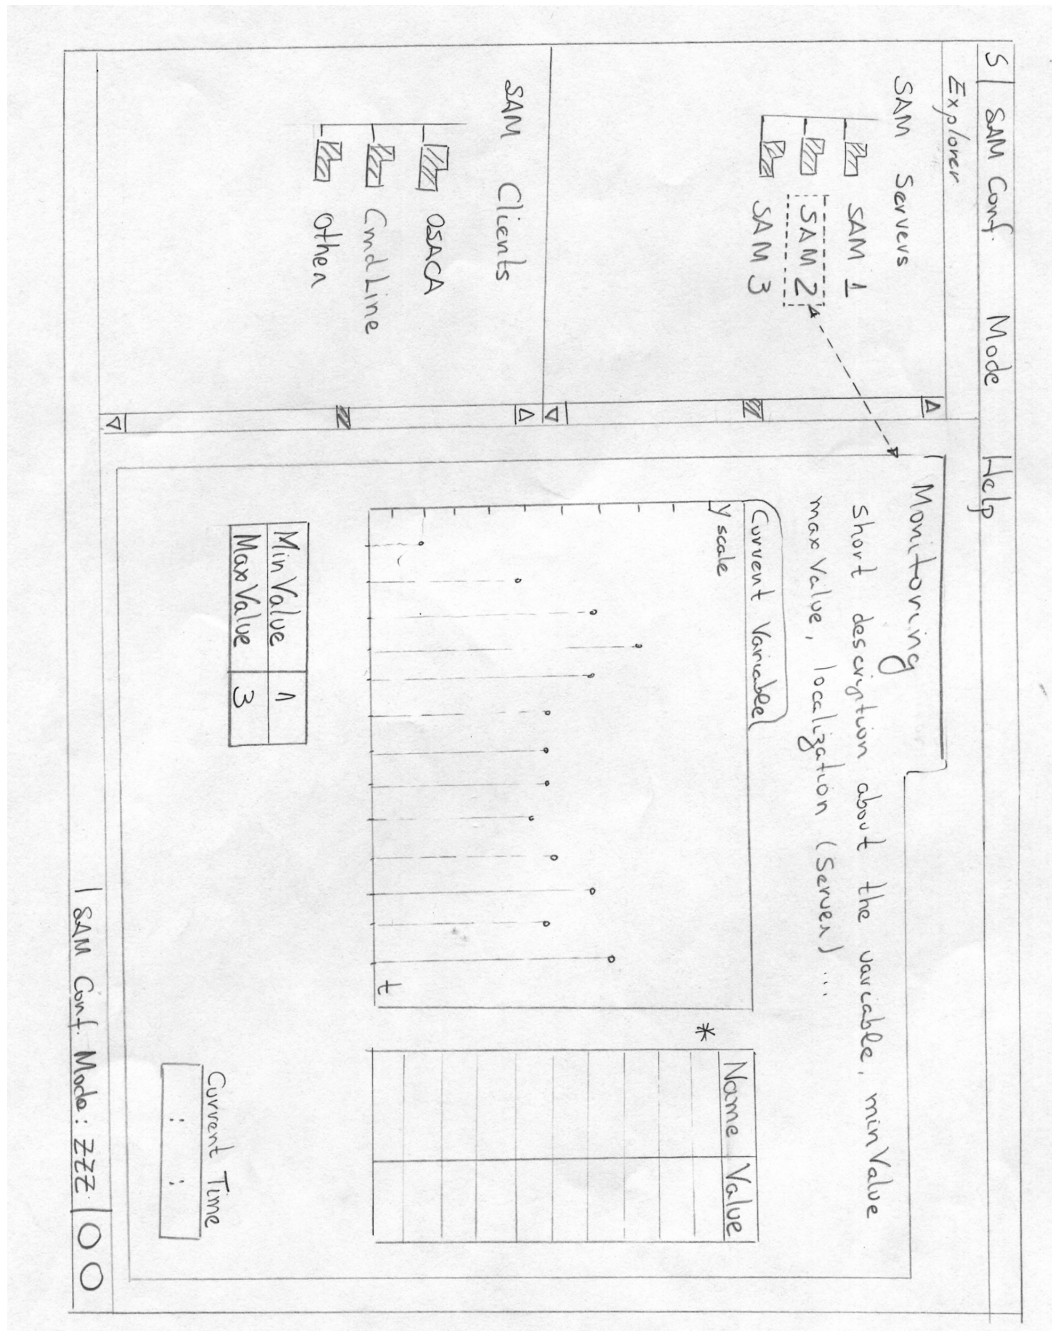 S SAM Conf. Mode Help
Explorer
SAM Servers
SAM 1
SAM 2
SAM 3
SAM Clients
OSACA
CmdLine
Other
Monitoring
Short description about the variable, minValue
maxValue, localization (Server) ...
Current Variable
Y scale
t
*
Name Value
MinValue 1
MaxValue 3
Current Time
: :
SAM Conf. Mode: ZZZ